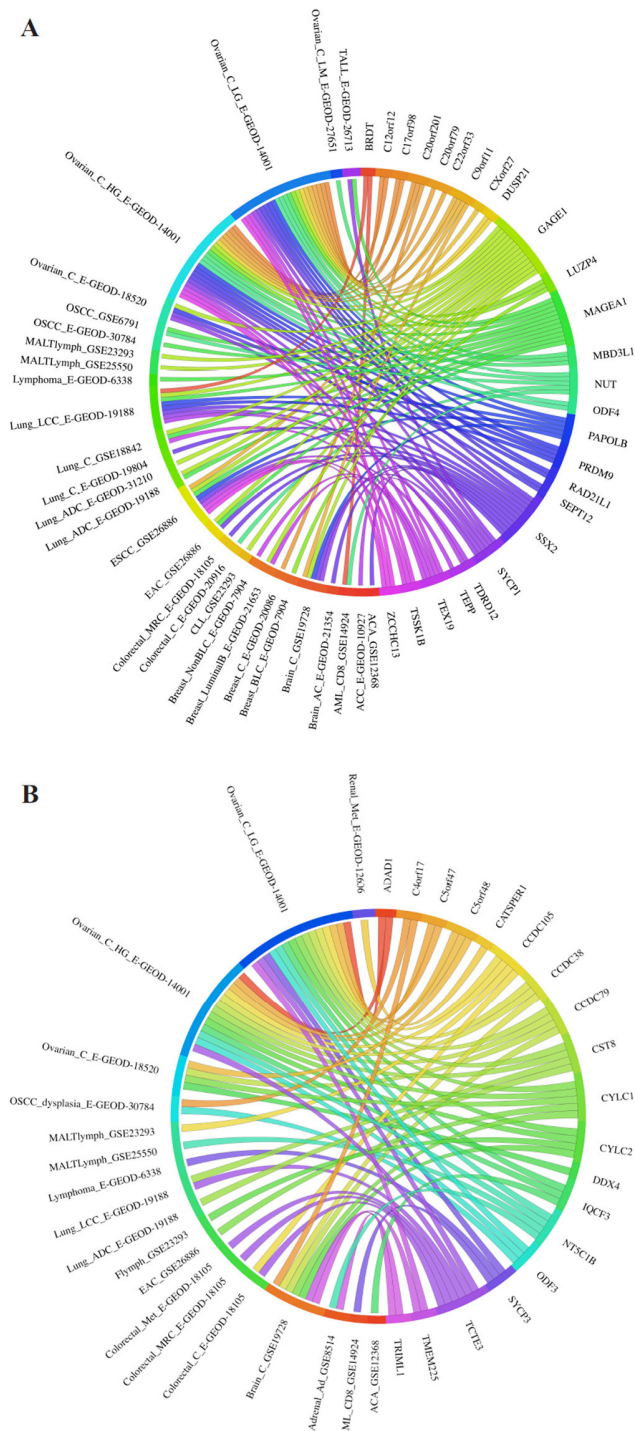 A
Ovarian_C_LG_E-GEOD-14001
Ovarian_C_LM_E-GEOD-27651
TALL_E-GEOD-26713
BRDT
C12orf12
C17orf98
C20orf201
C20orf79
C22orf33
C9orf11
CXorf27
DUSP21
GAGE1
LUZP4
MAGEA1
MBD3L1
NUT
ODF4
PAPOLB
PRDM9
RAD21L1
SEPT12
SSX2
SYCP1
TDRD12
TEPP
TEX19
TSSK1B
ZCCHC13
ACA_GSE12368
ACC_E-GEOD-10927
AML_CD8_GSE14924
Brain_AC_E-GEOD-21354
Brain_C_GSE19728
Breast_BLC_E-GEOD-7904
Breast_C_E-GEOD-20086
Breast_LuminalB_E-GEOD-21653
Breast_NonBLC_E-GEOD-7904
CLL_GSE23293
Colorectal_C_E-GEOD-20916
Colorectal_MRC_E-GEOD-18105
EAC_GSE26886
ESCC_GSE26886
Lung_ADC_E-GEOD-19188
Lung_ADC_E-GEOD-31210
Lung_C_E-GEOD-19804
Lung_C_GSE18842
Lung_LCC_E-GEOD-19188
Lymphoma_E-GEOD-6338
MALTLymph_GSE25550
MALTlymph_GSE23293
OSCC_E-GEOD-30784
OSCC_GSE6791
Ovarian_C_E-GEOD-18520
Ovarian_C_HG_E-GEOD-14001
B
Ovarian_C_LG_E-GEOD-14001
Renal_Met_E-GEOD-12606
ADAD1
C4orf17
C5orf47
C5orf48
CATSPER1
CCDC105
CCDC38
CCDC79
CST8
CYLC1
CYLC2
DDX4
IQCF3
NT5C1B
ODF3
SYCP3
TCTE3
TMEM225
TRIML1
ACA_GSE12368
ML_CD8_GSE14924
Adrenal_Ad_GSE8514
Brain_C_GSE19728
Colorectal_C_E-GEOD-18105
Colorectal_MRC_E-GEOD-18105
Colorectal_Met_E-GEOD-18105
EAC_GSE26886
Flymph_GSE23293
Lung_ADC_E-GEOD-19188
Lung_LCC_E-GEOD-19188
Lymphoma_E-GEOD-6338
MALTLymph_GSE25550
MALTlymph_GSE23293
OSCC_dysplasia_E-GEOD-30784
Ovarian_C_E-GEOD-18520
Ovarian_C_HG_E-GEOD-14001